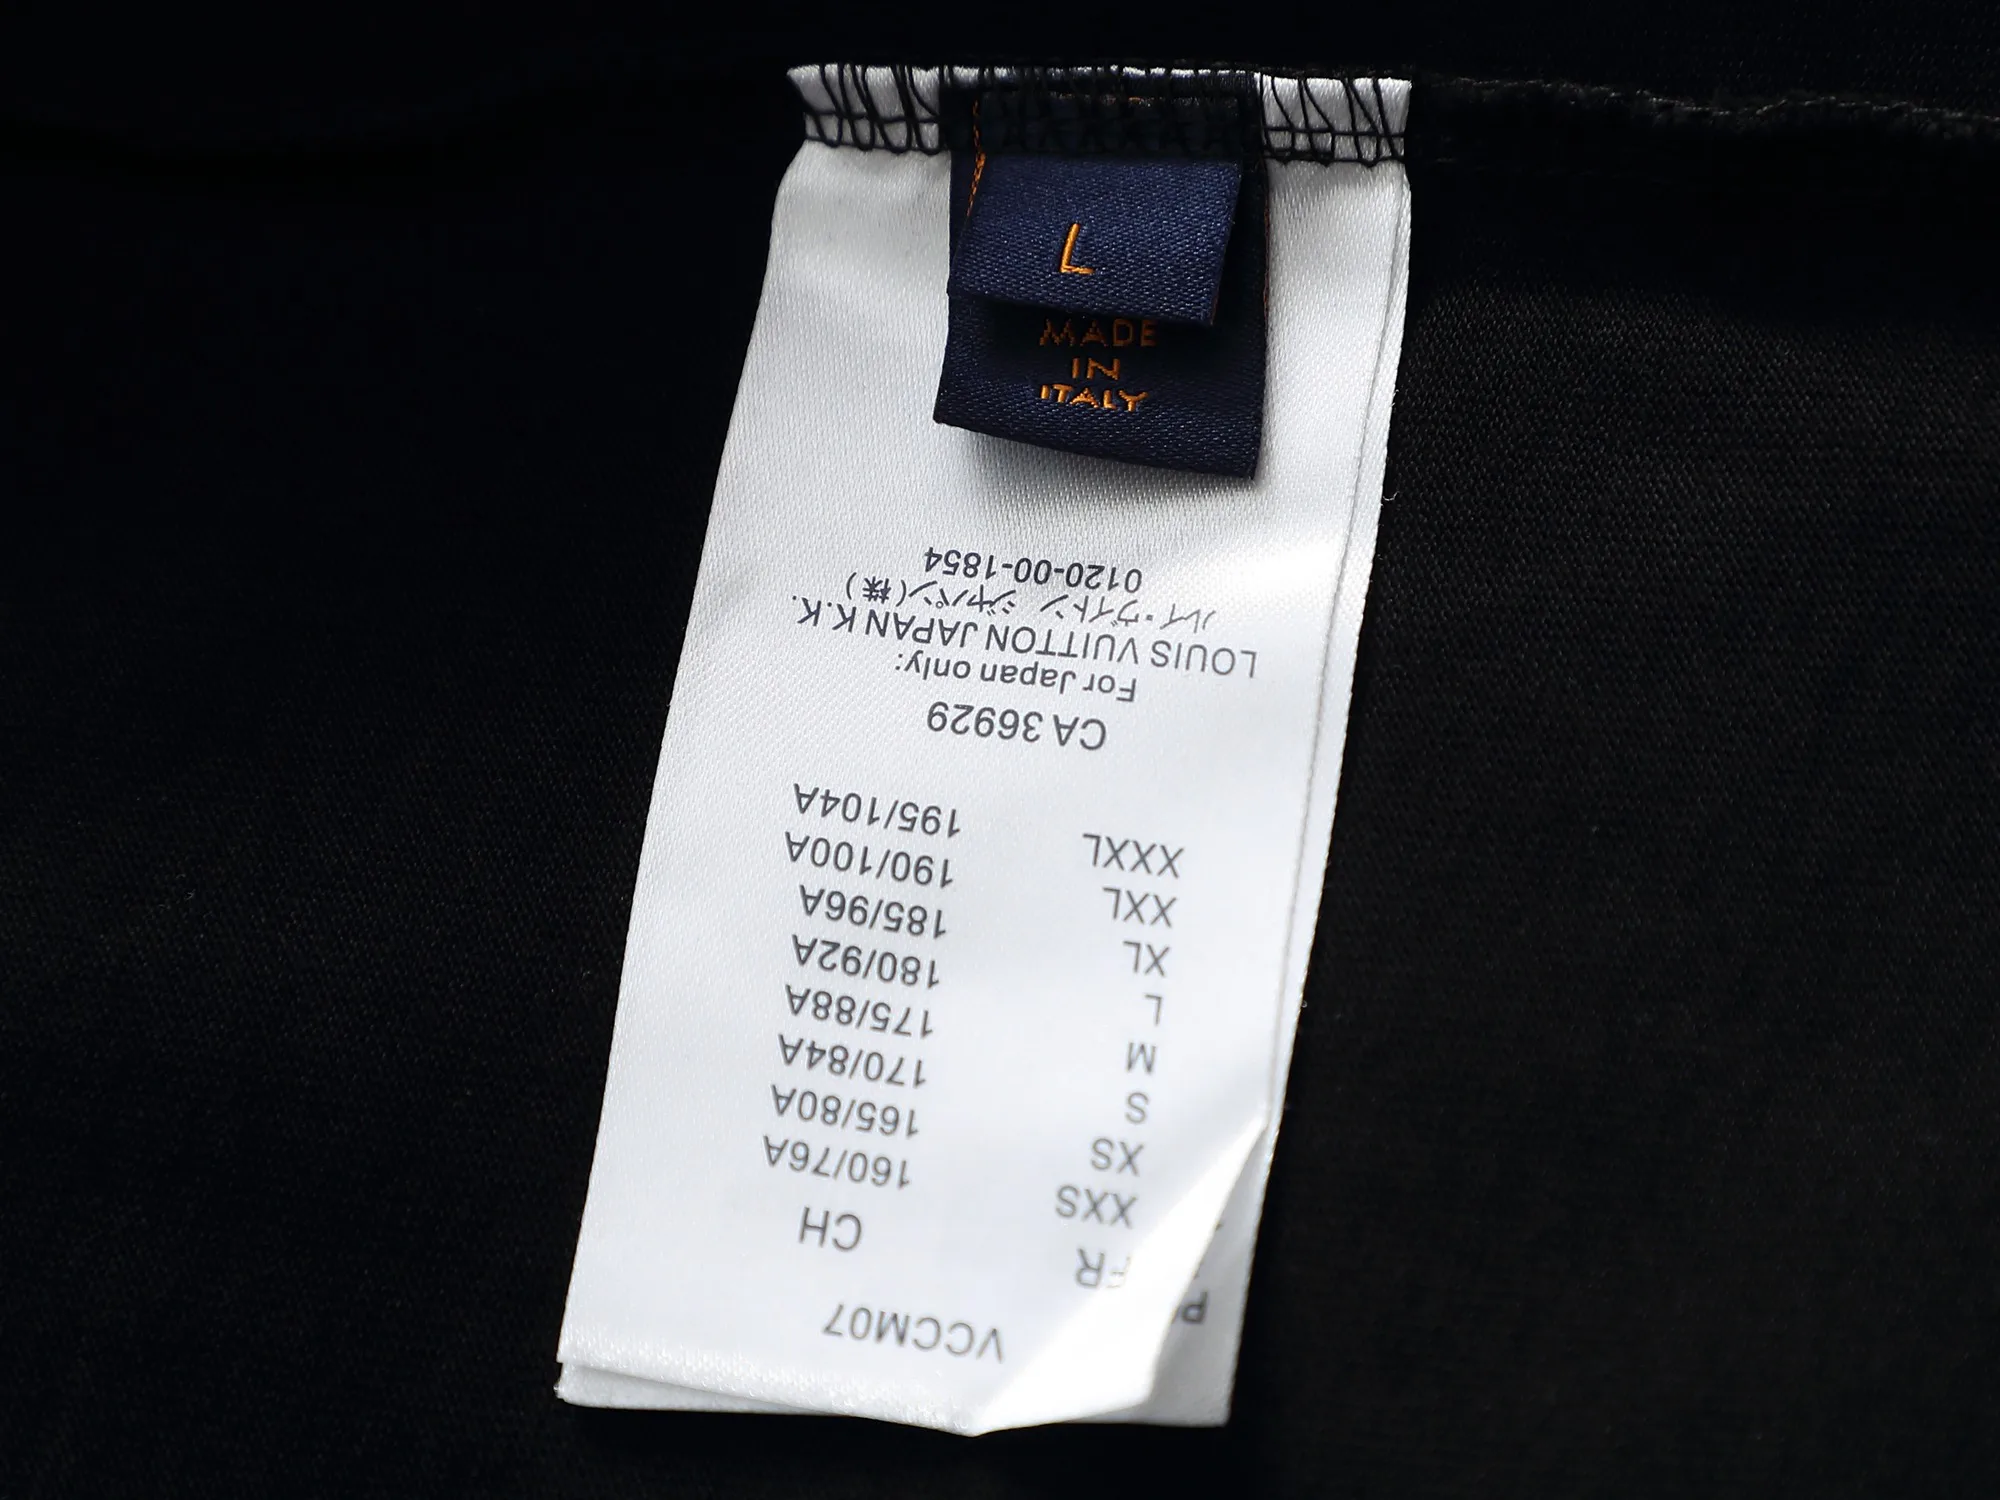 L
MADE
IN
ITALY
VCCM07
FR CH
XXS 160/76A
XS 165/80A
S 170/84A
M 175/88A
L 180/92A
XL 185/96A
XXL 190/100A
XXXL 195/104A
CA 36929
For Japan only:
LOUIS VUITTON JAPAN K.K.
ルイ・ヴィトン ジャパン(株)
0120-00-1854